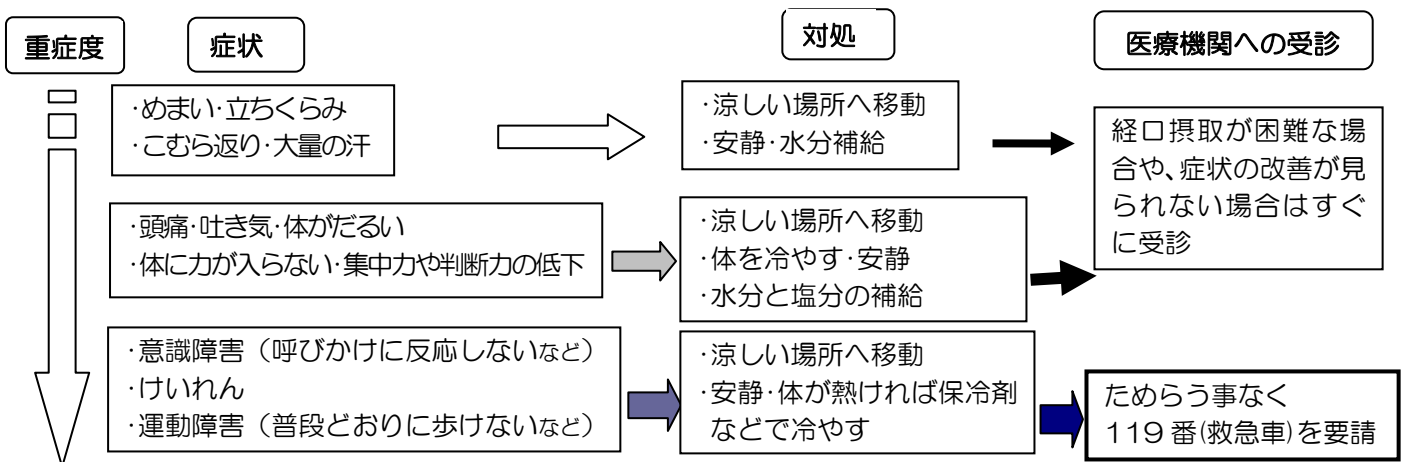 重症度
症状
対処
医療機関への受診
·めまい·立ちくらみ
·こむら返り·大量の汗
·涼しい場所へ移動
·安静·水分補給
経口摂取が困難な場
合や、症状の改善が見
られない場合はすぐ
に受診
·頭痛·吐き気·体がだるい
·体に力が入らない·集中力や判断力の低下
·涼しい場所へ移動
·体を冷やす·安静
·水分と塩分の補給
·意識障害（呼びかけに反応しないなど）
·けいれん
·運動障害（普段どおりに歩けないなど）
·涼しい場所へ移動
·安静·体が熱ければ保冷剤
などで冷やす
ためらう事なく
119番(救急車)を要請